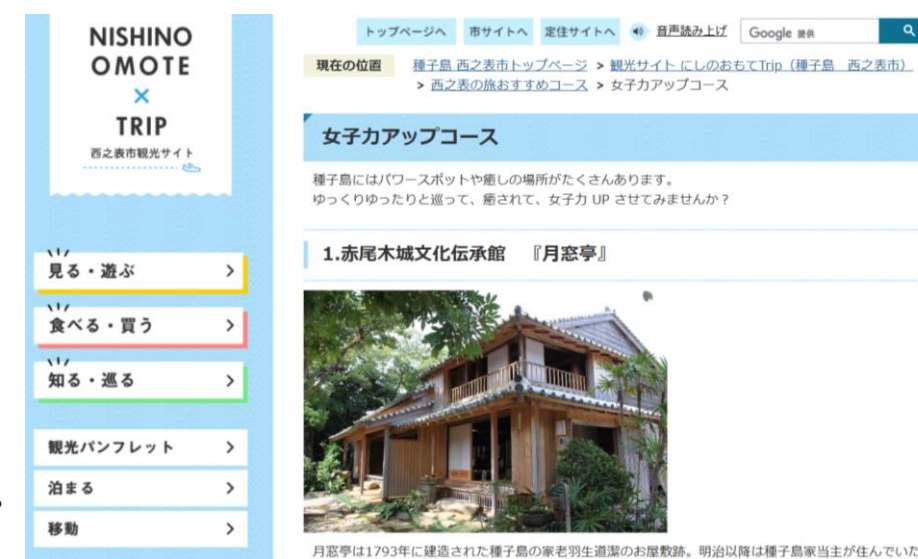 NISHINO
OMOTE
×
TRIP
西之表市観光サイト
見る・遊ぶ
食べる・買う
知る・巡る
観光パンフレット
泊まる
移動
トップページへ 市サイトへ 定住サイトへ 音声読み上げ Google 提供
現在の位置 種子島 西之表市トップページ > 観光サイト にしのおもてTrip（種子島　西之表市）
> 西之表の旅おすすめコース > 女子力アップコース
女子力アップコース
種子島にはパワースポットや癒しの場所がたくさんあります。
ゆっくりゆったりと巡って、癒されて、女子力 UP させてみませんか？
1.赤尾木城文化伝承館　『月窓亭』
月窓亭は1793年に建造された種子島の家老羽生道潔のお屋敷跡。明治以降は種子島家当主が住んでいた